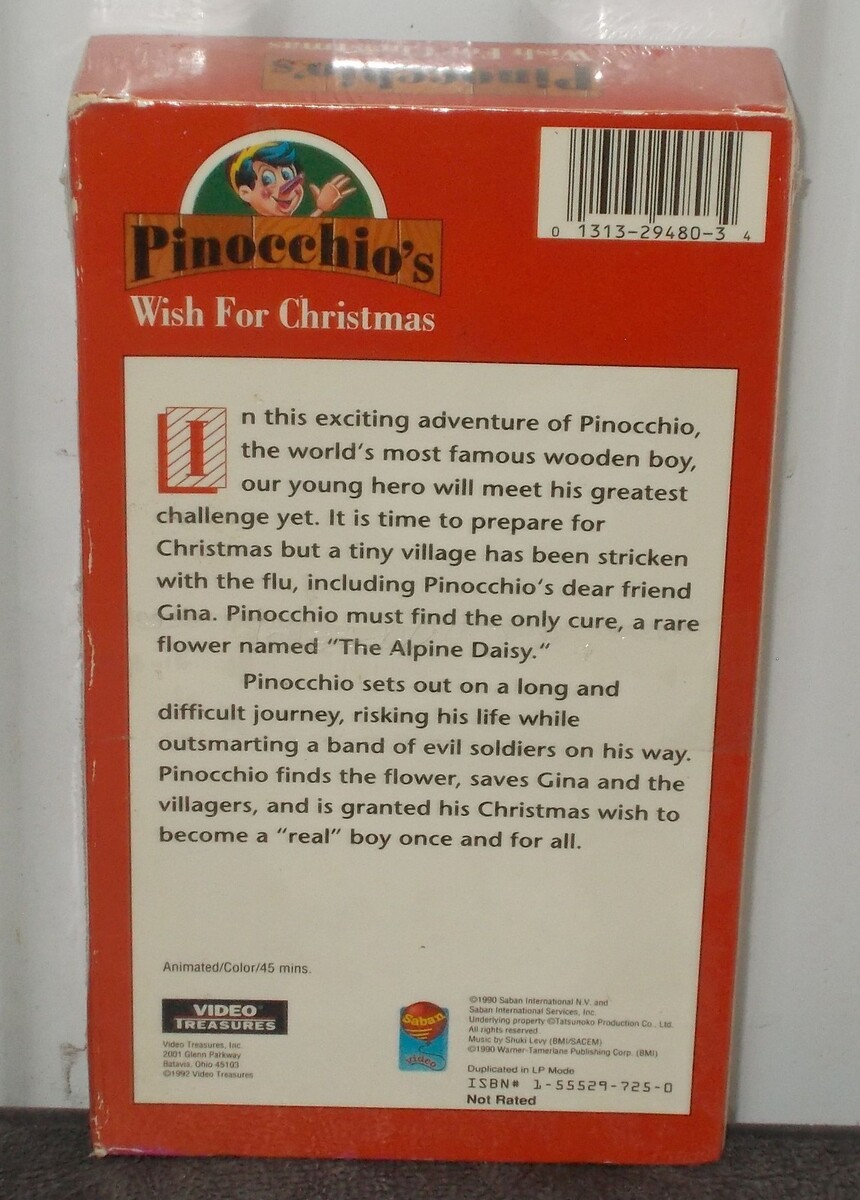 Wish For Christmas
Pinocchio's
Pinocchio's
Wish For Christmas
0 1313-29480-3 4
In this exciting adventure of Pinocchio,
the world's most famous wooden boy,
our young hero will meet his greatest
challenge yet. It is time to prepare for
Christmas but a tiny village has been stricken
with the flu, including Pinocchio's dear friend
Gina. Pinocchio must find the only cure, a rare
flower named "The Alpine Daisy."
Pinocchio sets out on a long and
difficult journey, risking his life while
outsmarting a band of evil soldiers on his way.
Pinocchio finds the flower, saves Gina and the
villagers, and is granted his Christmas wish to
become a "real" boy once and for all.
Animated/Color/45 mins.
VIDEO
TREASURES
Video Treasures, Inc.
2001 Glenn Parkway
Batavia, Ohio 45103
©1992 Video Treasures
Saban
video
©1990 Saban International N.V. and
Saban International Services, Inc.
Underlying property ©Tatsunoko Production Co., Ltd.
All rights reserved.
Music by Shuki Levy (BMI/SACEM)
©1990 Warner-Tamerlane Publishing Corp. (BMI)
Duplicated in LP Mode
ISBN# 1-55529-725-0
Not Rated